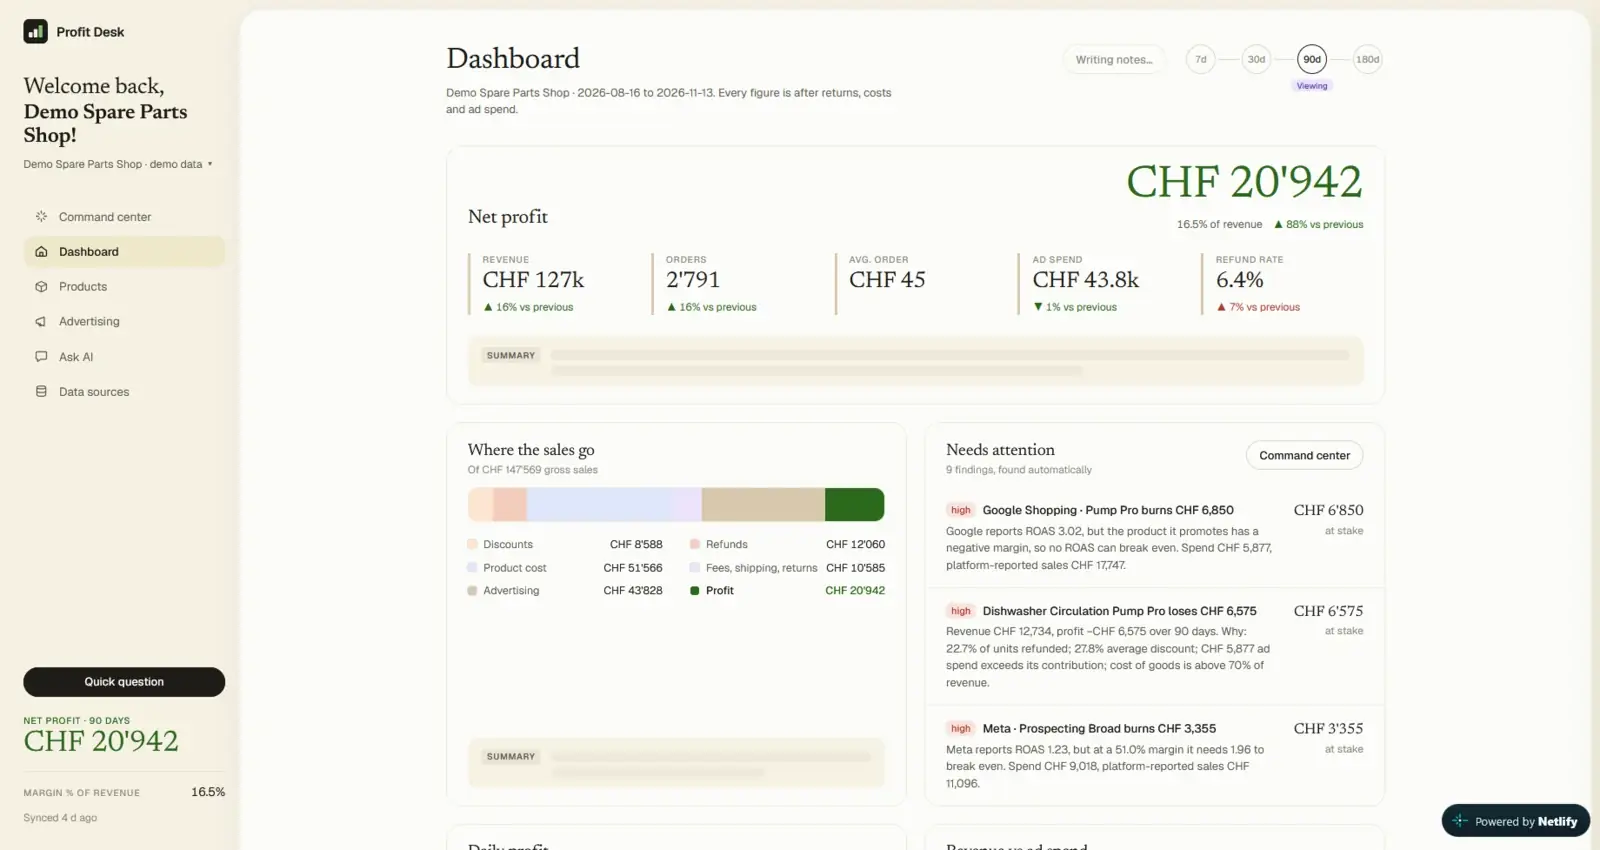 Profit Desk
Welcome back,
Demo Spare Parts
Shop!
Demo Spare Parts Shop · demo data
Command center
Dashboard
Products
Advertising
Ask AI
Data sources
Quick question
NET PROFIT · 90 DAYS
CHF 20'942
MARGIN % OF REVENUE 16.5%
Synced 4 d ago
Dashboard
Demo Spare Parts Shop · 2026-08-16 to 2026-11-13. Every figure is after returns, costs
and ad spend.
Writing notes...
7d 30d 90d 180d
Viewing
CHF 20'942
Net profit
16.5% of revenue ▲ 88% vs previous
REVENUE
CHF 127k
▲ 16% vs previous
ORDERS
2'791
▲ 16% vs previous
AVG. ORDER
CHF 45
AD SPEND
CHF 43.8k
▼ 1% vs previous
REFUND RATE
6.4%
▲ 7% vs previous
SUMMARY
Where the sales go
Of CHF 147'569 gross sales
Discounts CHF 8'588
Refunds CHF 12'060
Product cost CHF 51'566
Fees, shipping, returns CHF 10'585
Advertising CHF 43'828
Profit CHF 20'942
SUMMARY
Needs attention
9 findings, found automatically
Command center
high Google Shopping · Pump Pro burns CHF 6,850
CHF 6'850
at stake
Google reports ROAS 3.02, but the product it promotes has a
negative margin, so no ROAS can break even. Spend CHF 5,877,
platform-reported sales CHF 17,747.
high Dishwasher Circulation Pump Pro loses CHF 6,575
CHF 6'575
at stake
Revenue CHF 12,734, profit −CHF 6,575 over 90 days. Why:
22.7% of units refunded; 27.8% average discount; CHF 5,877 ad
spend exceeds its contribution; cost of goods is above 70% of
revenue.
high Meta · Prospecting Broad burns CHF 3,355
CHF 3'355
at stake
Meta reports ROAS 1.23, but at a 51.0% margin it needs 1.96 to
break even. Spend CHF 9,018, platform-reported sales CHF
11,096.
Daily profit
Revenue vs ad spend
Powered by Netlify